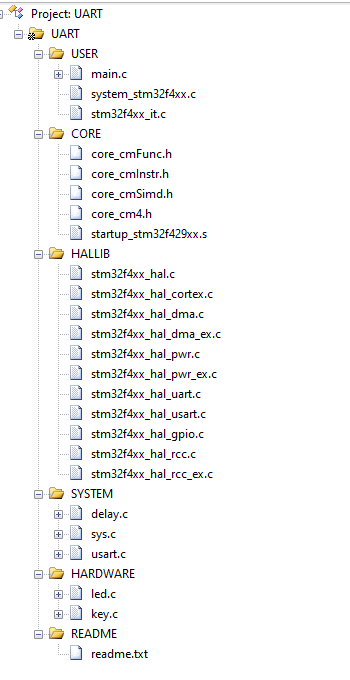 Project: UART
UART
USER
main.c
system_stm32f4xx.c
stm32f4xx_it.c
CORE
core_cmFunc.h
core_cmInstr.h
core_cmSimd.h
core_cm4.h
startup_stm32f429xx.s
HALLIB
stm32f4xx_hal.c
stm32f4xx_hal_cortex.c
stm32f4xx_hal_dma.c
stm32f4xx_hal_dma_ex.c
stm32f4xx_hal_pwr.c
stm32f4xx_hal_pwr_ex.c
stm32f4xx_hal_uart.c
stm32f4xx_hal_usart.c
stm32f4xx_hal_gpio.c
stm32f4xx_hal_rcc.c
stm32f4xx_hal_rcc_ex.c
SYSTEM
delay.c
sys.c
usart.c
HARDWARE
led.c
key.c
README
readme.txt